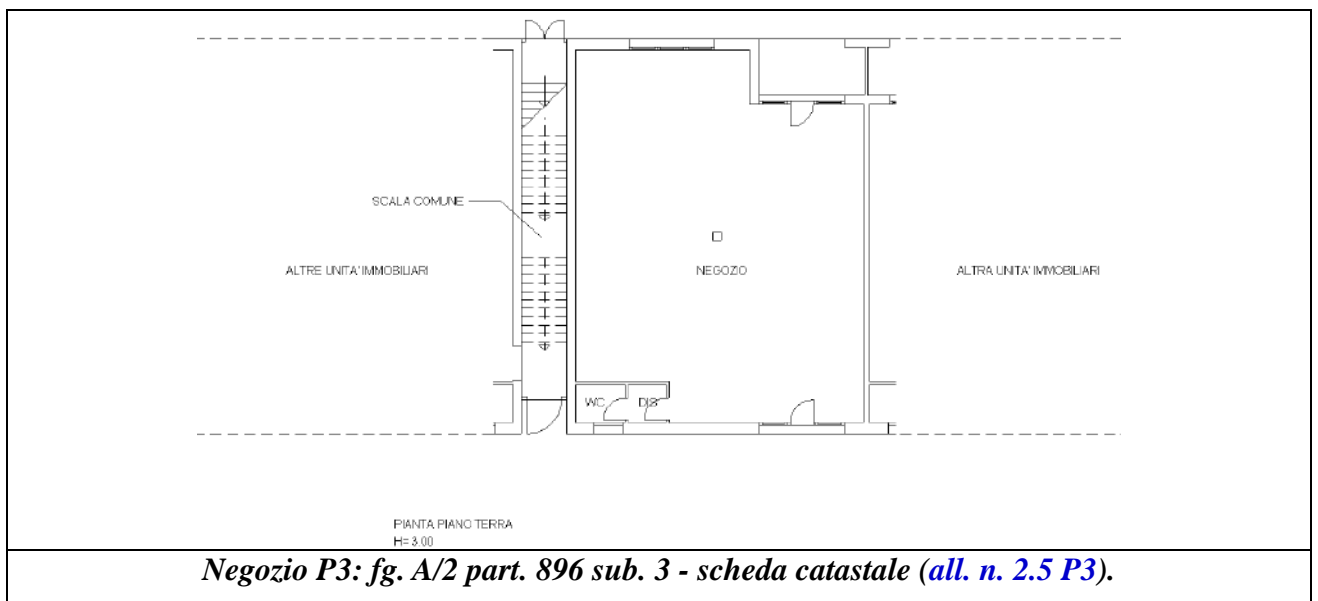 SCALA COMUNE
ALTRE UNITA' IMMOBILIARI
NEGOZIO
ALTRA UNITA' IMMOBILIARI
WC
DIS
PIANTA PIANO TERRA
H= 3.00
Negozio P3: fg. A/2 part. 896 sub. 3 - scheda catastale (all. n. 2.5 P3).